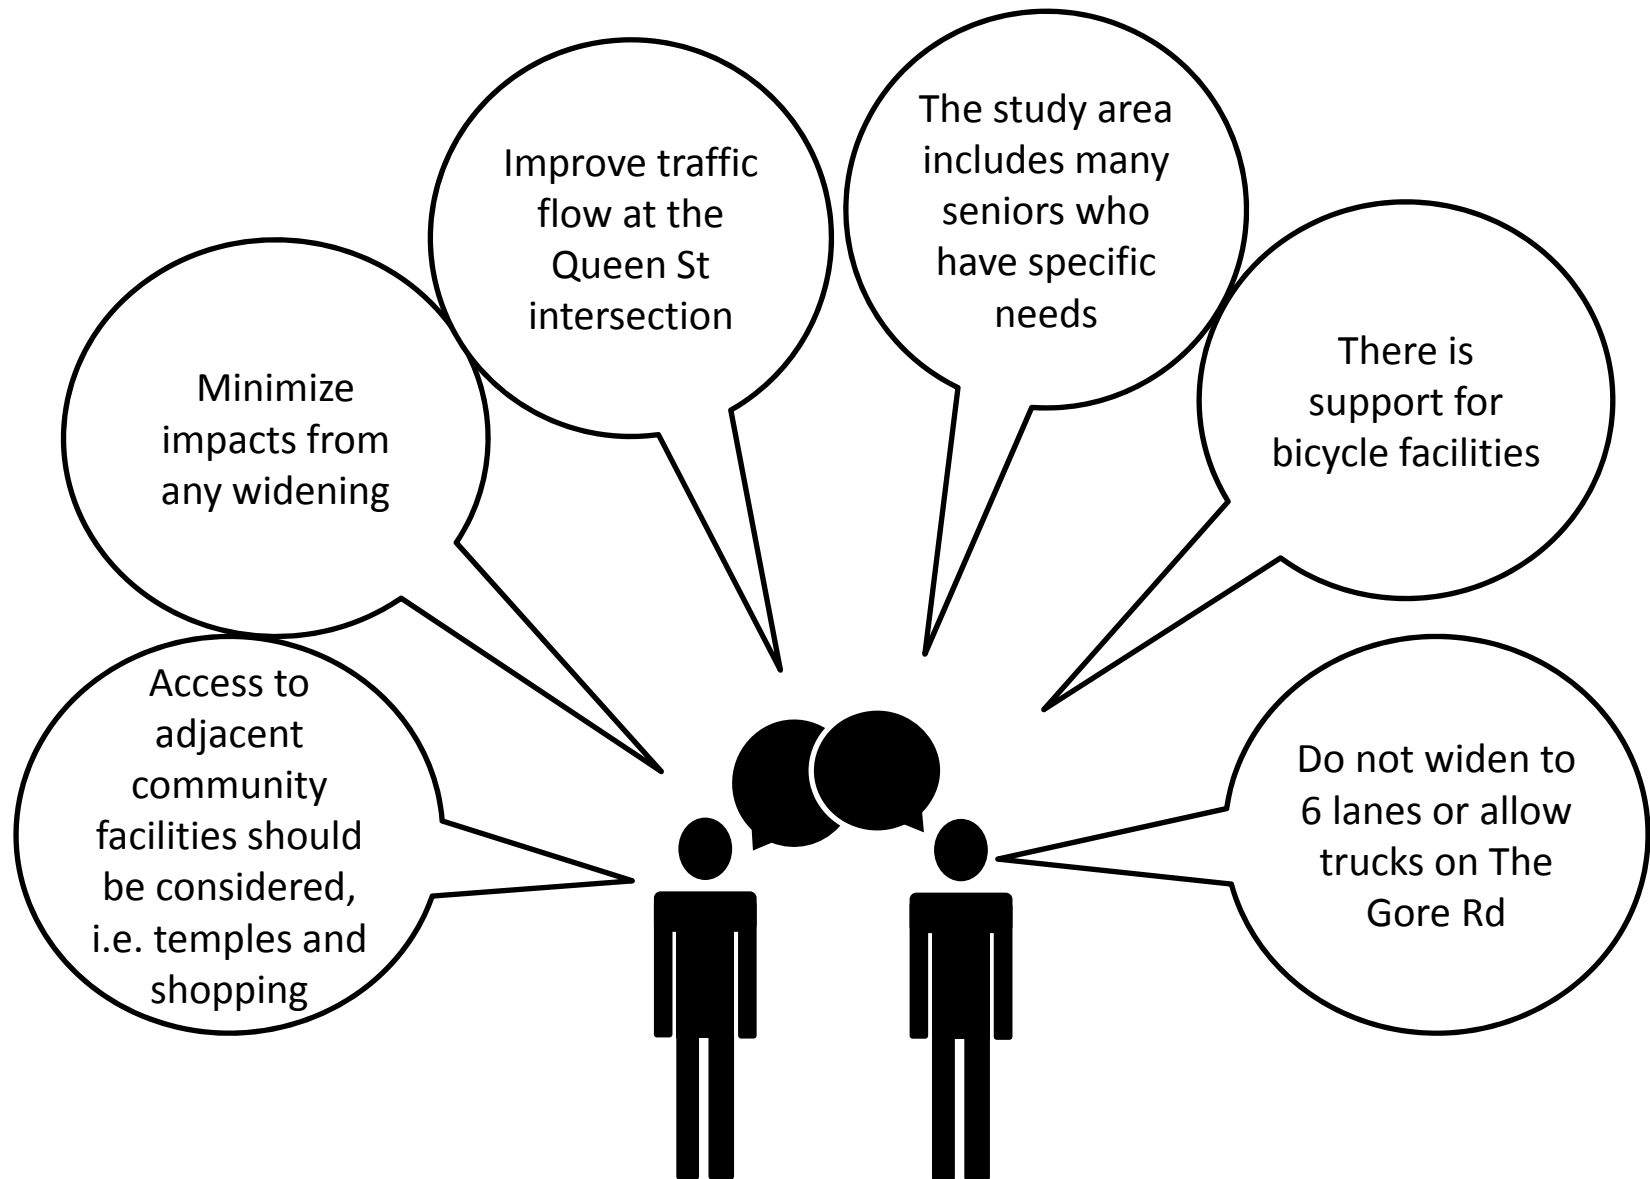 Access to
adjacent
community
facilities should
be considered,
i.e. temples and
shopping
Minimize
impacts from
any widening
Improve traffic
flow at the
Queen St
intersection
The study area
includes many
seniors who
have specific
needs
There is
support for
bicycle facilities
Do not widen to
6 lanes or allow
trucks on The
Gore Rd